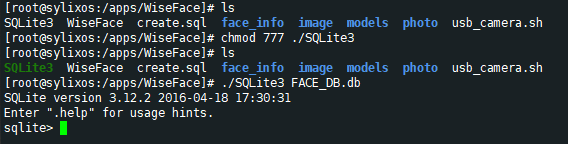 [root@sylixos:/apps/WiseFace]# ls
SQLite3 WiseFace create.sql face_info image models photo usb_camera.sh
[root@sylixos:/apps/WiseFace]# chmod 777 ./SQLite3
[root@sylixos:/apps/WiseFace]# ls
SQLite3 WiseFace create.sql face_info image models photo usb_camera.sh
[root@sylixos:/apps/WiseFace]# ./SQLite3 FACE_DB.db
SQLite version 3.12.2 2016-04-18 17:30:31
Enter ".help" for usage hints.
sqlite>